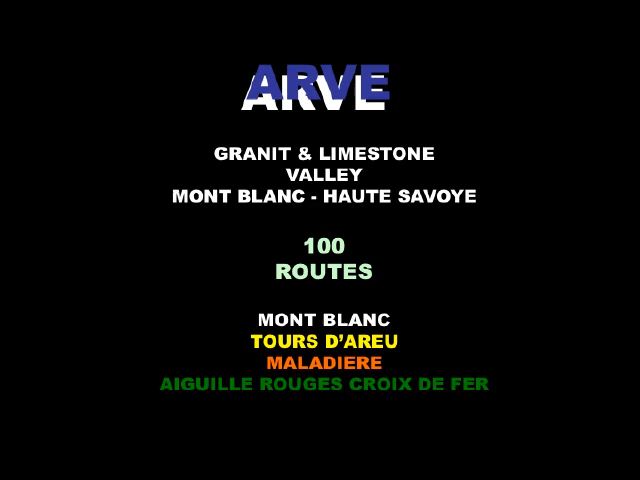 ARVE
GRANIT & LIMESTONE
VALLEY
MONT BLANC - HAUTE SAVOYE
100
ROUTES
MONT BLANC
TOURS D'AREU
MALADIERE
AIGUILLE ROUGES CROIX DE FER